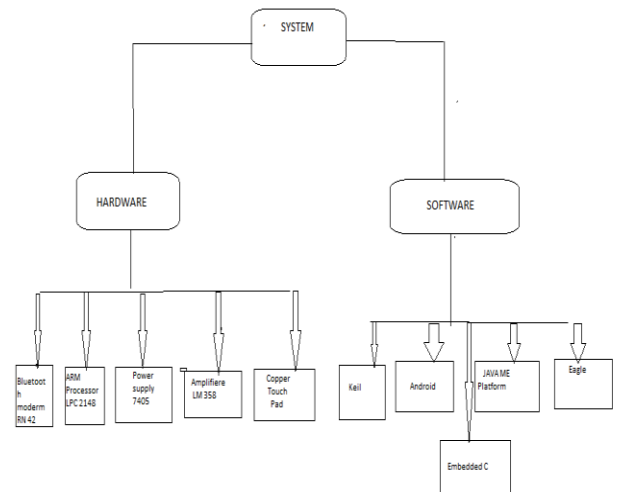 SYSTEM
HARDWARE
SOFTWARE
Bluetoot
h
moderm
RN 42
ARM
Processor
LPC 2148
Power
supply
7405
Amplifiere
LM 358
Copper
Touch
Pad
Keil
Android
JAVA ME
Platform
Eagle
Embedded C